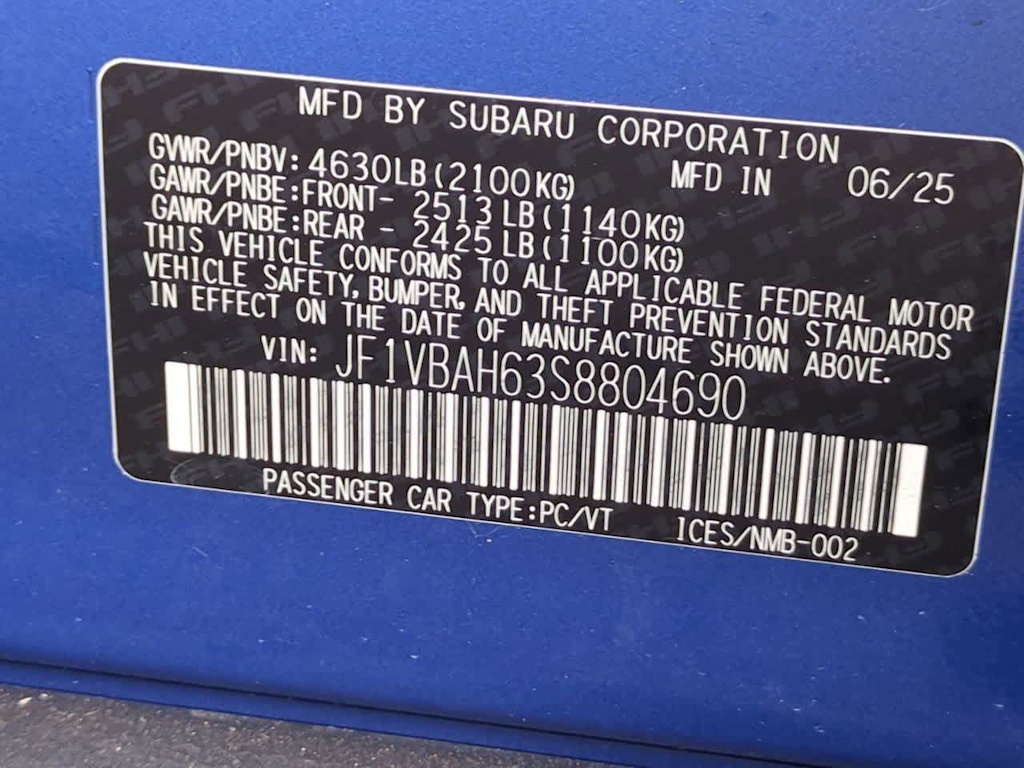 MFD BY SUBARU CORPORATION
GVWR/PNBV: 4630LB(2100KG) MFD IN 06/25
GAWR/PNBE:FRONT- 2513LB(1140KG)
GAWR/PNBE:REAR - 2425LB(1100KG)
THIS VEHICLE CONFORMS TO ALL APPLICABLE FEDERAL MOTOR
VEHICLE SAFETY, BUMPER, AND THEFT PREVENTION STANDARDS
IN EFFECT ON THE DATE OF MANUFACTURE SHOWN ABOVE.
VIN: JF1VBAH63S8804690
PASSENGER CAR TYPE:PC/VT ICES/NMB-002